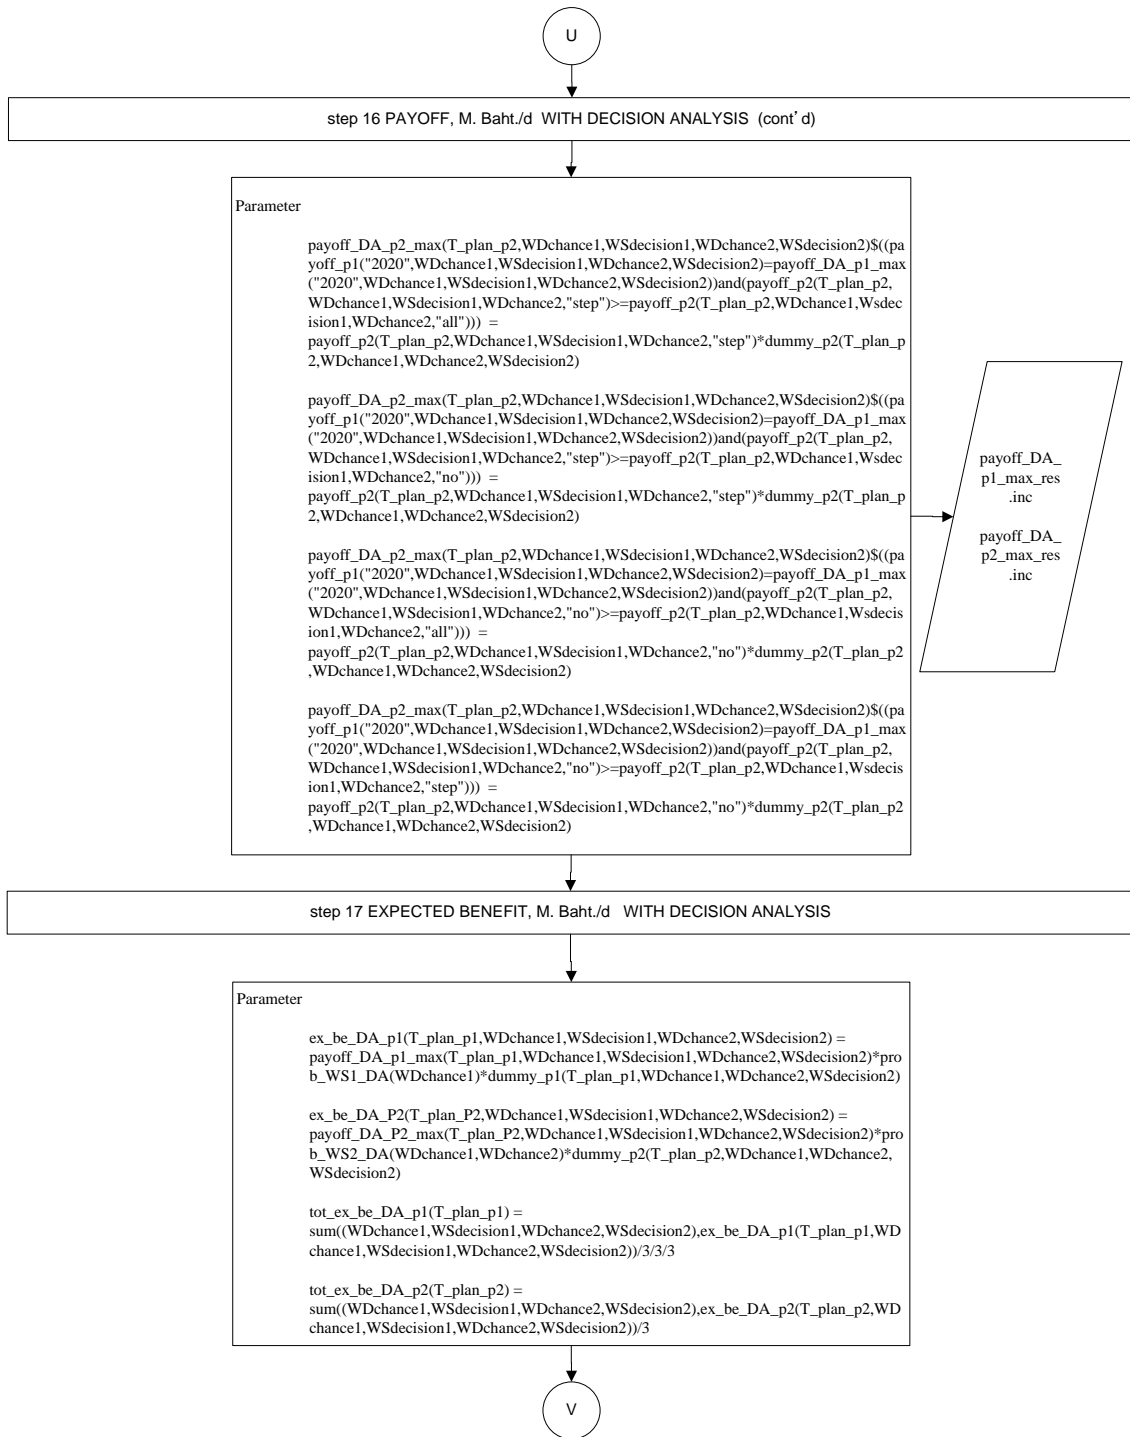 U
step 16 PAYOFF, M. Baht./d  WITH DECISION ANALYSIS  (cont'd)
Parameter
payoff_DA_p2_max(T_plan_p2,WDchance1,WSdecision1,WDchance2,WSdecision2)$((pa
yoff_p1("2020",WDchance1,WSdecision1,WDchance2,WSdecision2)=payoff_DA_p1_max
("2020",WDchance1,WSdecision1,WDchance2,WSdecision2))and(payoff_p2(T_plan_p2,
WDchance1,WSdecision1,WDchance2,"step")>=payoff_p2(T_plan_p2,WDchance1,Wsdec
ision1,WDchance2,"all")))  =
payoff_p2(T_plan_p2,WDchance1,WSdecision1,WDchance2,"step")*dummy_p2(T_plan_p
2,WDchance1,WDchance2,WSdecision2)
payoff_DA_p2_max(T_plan_p2,WDchance1,WSdecision1,WDchance2,WSdecision2)$((pa
yoff_p1("2020",WDchance1,WSdecision1,WDchance2,WSdecision2)=payoff_DA_p1_max
("2020",WDchance1,WSdecision1,WDchance2,WSdecision2))and(payoff_p2(T_plan_p2,
WDchance1,WSdecision1,WDchance2,"step")>=payoff_p2(T_plan_p2,WDchance1,Wsdec
ision1,WDchance2,"no")))  =
payoff_p2(T_plan_p2,WDchance1,WSdecision1,WDchance2,"step")*dummy_p2(T_plan_p
2,WDchance1,WDchance2,WSdecision2)
payoff_DA_p2_max(T_plan_p2,WDchance1,WSdecision1,WDchance2,WSdecision2)$((pa
yoff_p1("2020",WDchance1,WSdecision1,WDchance2,WSdecision2)=payoff_DA_p1_max
("2020",WDchance1,WSdecision1,WDchance2,WSdecision2))and(payoff_p2(T_plan_p2,
WDchance1,WSdecision1,WDchance2,"no")>=payoff_p2(T_plan_p2,WDchance1,Wsdecis
ion1,WDchance2,"all")))  =
payoff_p2(T_plan_p2,WDchance1,WSdecision1,WDchance2,"no")*dummy_p2(T_plan_p2
,WDchance1,WDchance2,WSdecision2)
payoff_DA_p2_max(T_plan_p2,WDchance1,WSdecision1,WDchance2,WSdecision2)$((pa
yoff_p1("2020",WDchance1,WSdecision1,WDchance2,WSdecision2)=payoff_DA_p1_max
("2020",WDchance1,WSdecision1,WDchance2,WSdecision2))and(payoff_p2(T_plan_p2,
WDchance1,WSdecision1,WDchance2,"no")>=payoff_p2(T_plan_p2,WDchance1,Wsdecis
ion1,WDchance2,"step")))  =
payoff_p2(T_plan_p2,WDchance1,WSdecision1,WDchance2,"no")*dummy_p2(T_plan_p2
,WDchance1,WDchance2,WSdecision2)
payoff_DA_
p1_max_res
.inc
payoff_DA_
p2_max_res
.inc
step 17 EXPECTED BENEFIT, M. Baht./d   WITH DECISION ANALYSIS
Parameter
ex_be_DA_p1(T_plan_p1,WDchance1,WSdecision1,WDchance2,WSdecision2) =
payoff_DA_p1_max(T_plan_p1,WDchance1,WSdecision1,WDchance2,WSdecision2)*pro
b_WS1_DA(WDchance1)*dummy_p1(T_plan_p1,WDchance1,WDchance2,WSdecision2)
ex_be_DA_P2(T_plan_P2,WDchance1,WSdecision1,WDchance2,WSdecision2) =
payoff_DA_P2_max(T_plan_P2,WDchance1,WSdecision1,WDchance2,WSdecision2)*pro
b_WS2_DA(WDchance1,WDchance2)*dummy_p2(T_plan_p2,WDchance1,WDchance2,
WSdecision2)
tot_ex_be_DA_p1(T_plan_p1) =
sum((WDchance1,WSdecision1,WDchance2,WSdecision2),ex_be_DA_p1(T_plan_p1,WD
chance1,WSdecision1,WDchance2,WSdecision2))/3/3/3
tot_ex_be_DA_p2(T_plan_p2) =
sum((WDchance1,WSdecision1,WDchance2,WSdecision2),ex_be_DA_p2(T_plan_p2,WD
chance1,WSdecision1,WDchance2,WSdecision2))/3
V